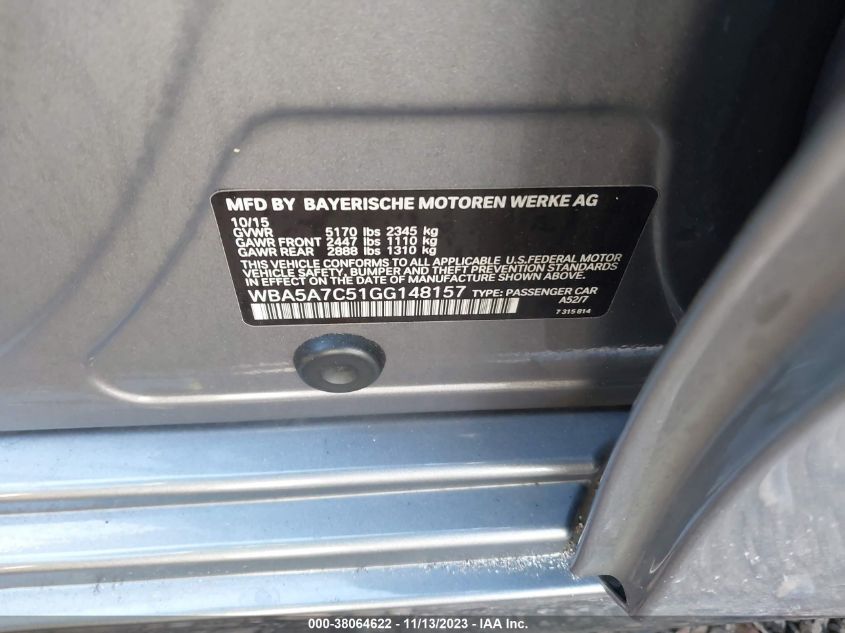 MFD BY BAYERISCHE MOTOREN WERKE AG
10/15
GVWR 5170 lbs 2345 kg
GAWR FRONT 2447 lbs 1110 kg
GAWR REAR 2888 lbs 1310 kg
THIS VEHICLE CONFORMS TO ALL APPLICABLE U.S.FEDERAL MOTOR
VEHICLE SAFETY, BUMPER AND THEFT PREVENTION STANDARDS
IN EFFECT ON THE DATE OF MANUFACTURE SHOWN ABOVE.
WBA5A7C51GG148157 TYPE: PASSENGER CAR
A52/7
7 315 814
000-38064622 - 11/13/2023 - IAA Inc.